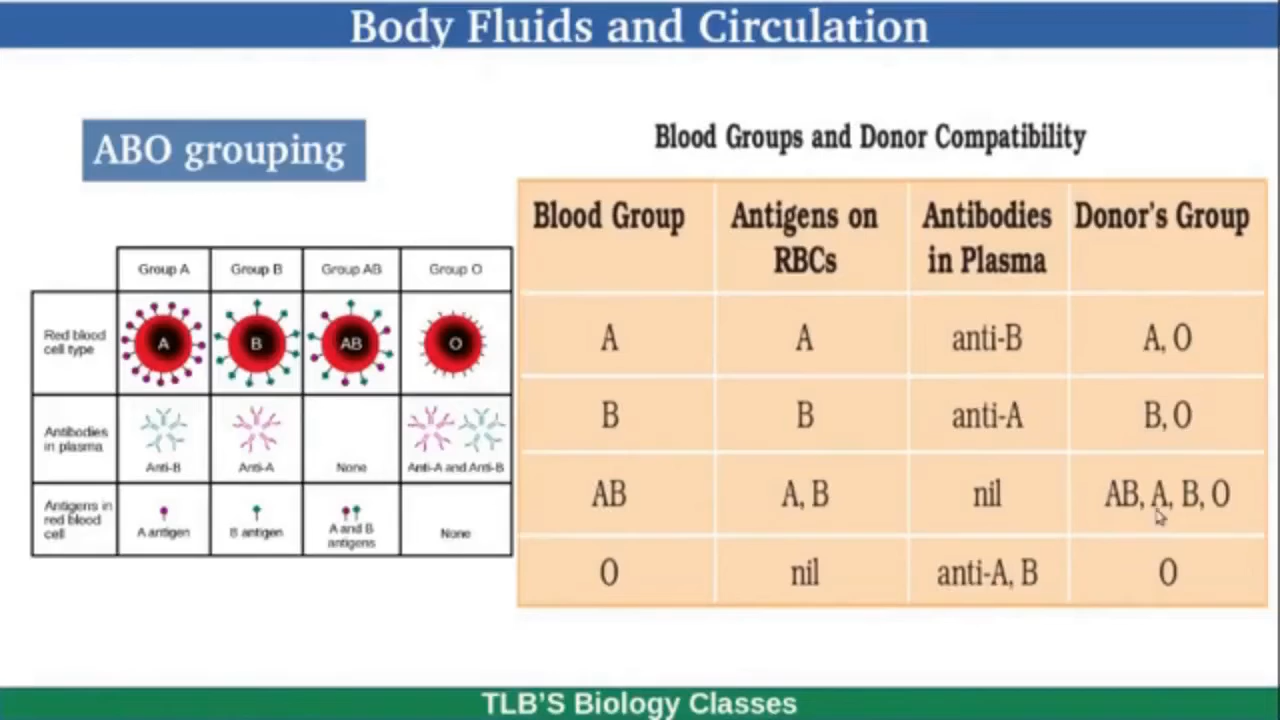 Body Fluids and Circulation
ABO grouping
Group A Group B Group AB Group O
Red blood
cell type
A B AB O
Antibodies
in plasma
Anti-B Anti-A None Anti-A and Anti-B
Antigens in
red blood
cell
A antigen B antigen A and B
antigens None
Blood Groups and Donor Compatibility
Blood Group Antigens on
RBCs Antibodies
in Plasma Donor's Group
A A anti-B A, O
B B anti-A B, O
AB A, B nil AB, A, B, O
O nil anti-A, B O
TLB'S Biology Classes